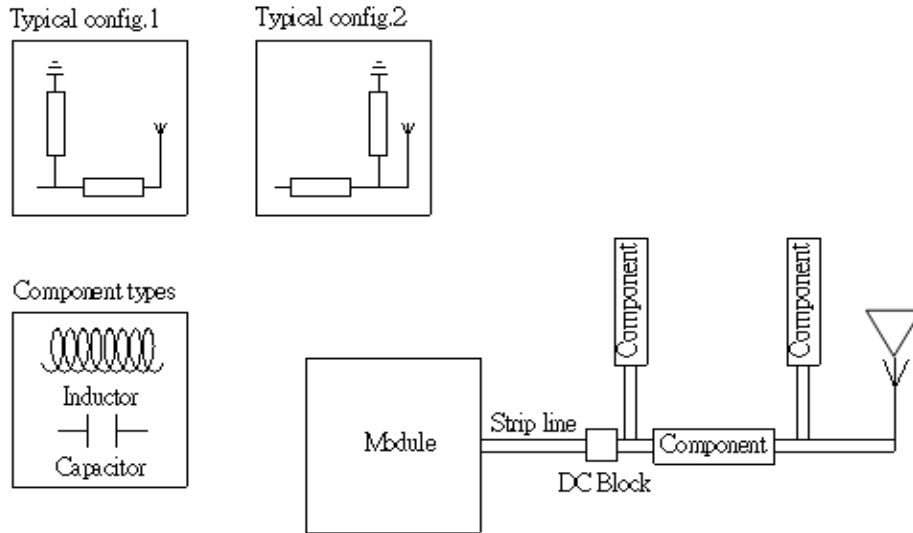 Typical config.1
Typical config.2
Component types
Inductor
Capacitor
Module
Strip line
DC Block
Component
Component
Component